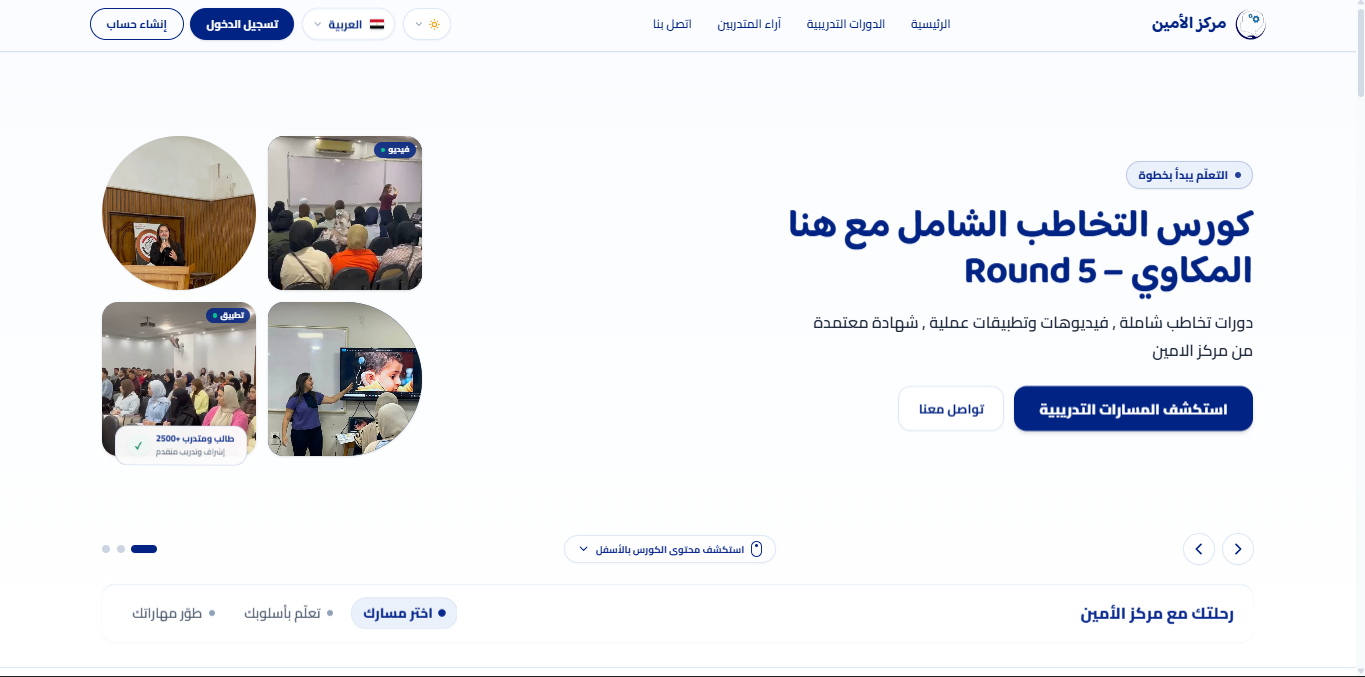 مركز الأمين
الرئيسية
الدورات التدريبية
آراء المتدربين
اتصل بنا
العربية
تسجيل الدخول
إنشاء حساب
التعلّم يبدأ بخطوة
كورس التخاطب الشامل مع هنا
المكاوي – Round 5
دورات تخاطب شاملة , فيديوهات وتطبيقات عملية , شهادة معتمدة
من مركز الامين
استكشف المسارات التدريبية
تواصل معنا
فيديو
تطبيق
طالب ومتدرب +2500
إشراف وتدريب متقدم
استكشف محتوى الكورس بالأسفل
رحلتك مع مركز الأمين
اختر مسارك
تعلّم بأسلوبك
طوّر مهاراتك